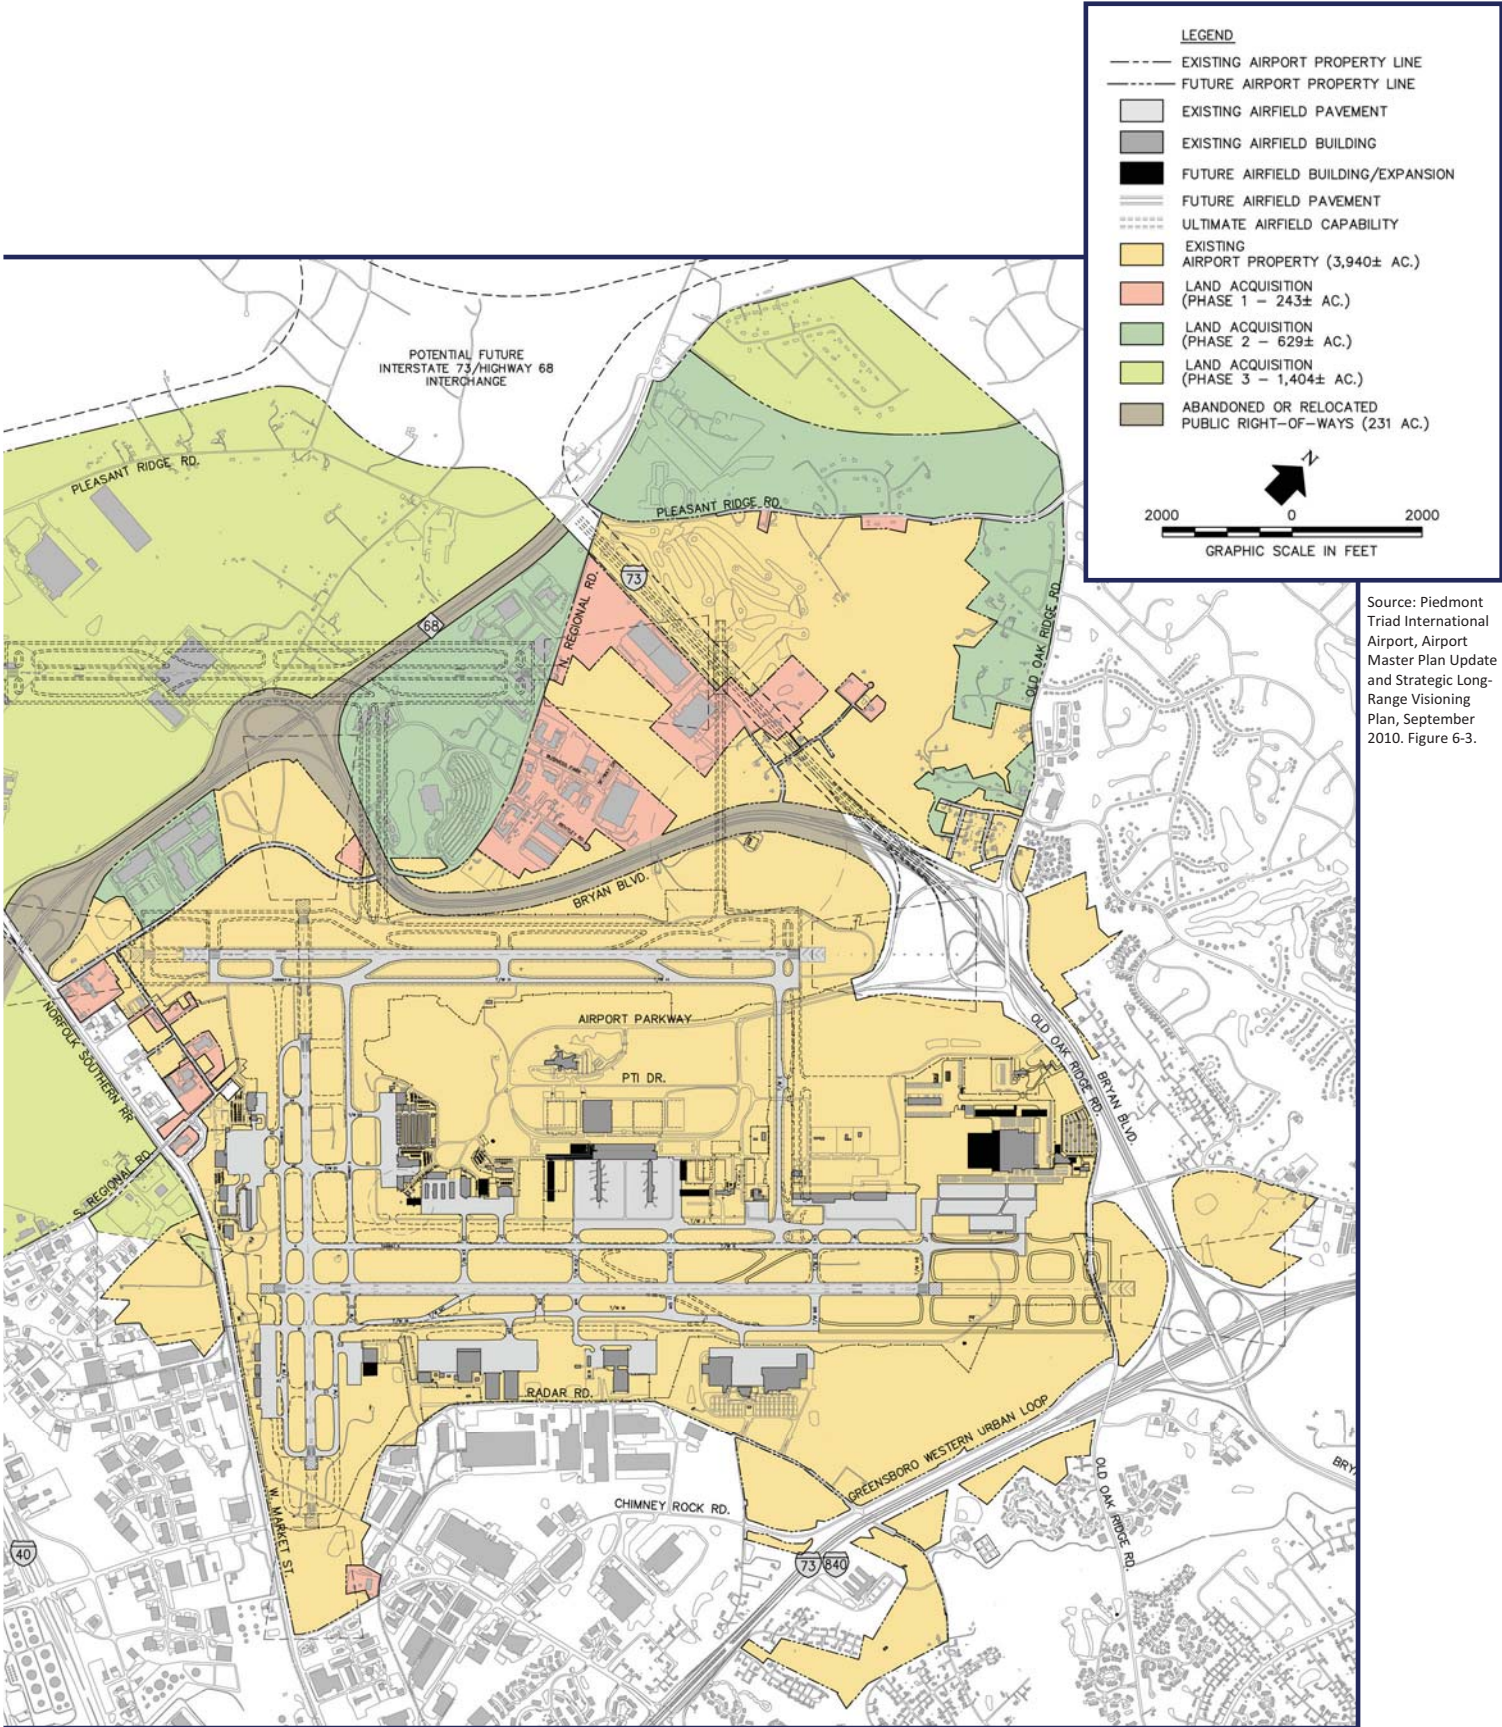 LEGEND
EXISTING AIRPORT PROPERTY LINE
FUTURE AIRPORT PROPERTY LINE
EXISTING AIRFIELD PAVEMENT
EXISTING AIRFIELD BUILDING
FUTURE AIRFIELD BUILDING/EXPANSION
FUTURE AIRFIELD PAVEMENT
ULTIMATE AIRFIELD CAPABILITY
EXISTING
AIRPORT PROPERTY (3,940± AC.)
LAND ACQUISITION
(PHASE 1 - 243± AC.)
LAND ACQUISITION
(PHASE 2 - 629± AC.)
LAND ACQUISITION
(PHASE 3 - 1,404± AC.)
ABANDONED OR RELOCATED
PUBLIC RIGHT-OF-WAYS (231 AC.)
N
2000 0 2000
GRAPHIC SCALE IN FEET
Source: Piedmont
Triad International
Airport, Airport
Master Plan Update
and Strategic Long-
Range Visioning
Plan, September
2010. Figure 6-3.
POTENTIAL FUTURE
INTERSTATE 73/HIGHWAY 68
INTERCHANGE
PLEASANT RIDGE RD.
PLEASANT RIDGE RD.
73
N. REGIONAL RD.
68
OLD OAK RIDGE RD.
BRYAN BLVD.
NORFOLK SOUTHERN RR
AIRPORT PARKWAY
PTI DR.
OLD OAK RIDGE RD.
BRYAN BLVD.
S. REGIONAL RD.
RADAR RD.
GREENSBORO WESTERN URBAN LOOP
W. MARKET ST.
CHIMNEY ROCK RD.
OLD OAK RIDGE RD.
40
73
840